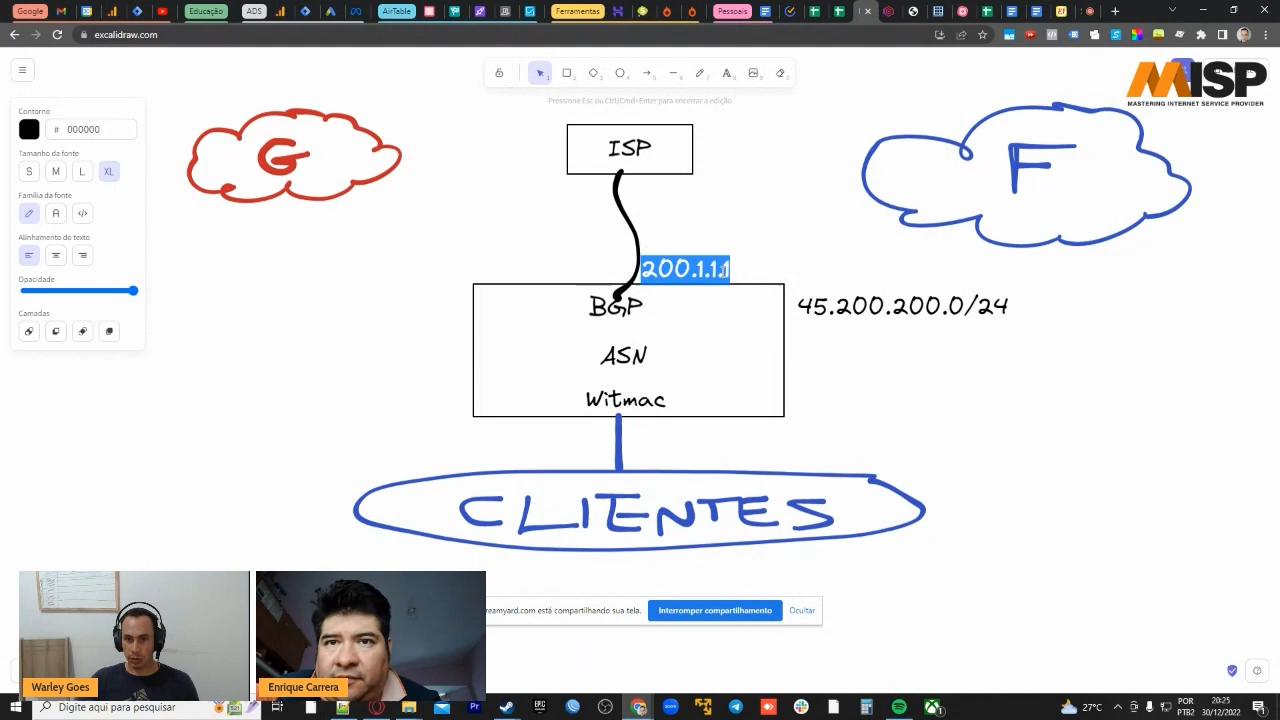 Google
Educação
ADS
AirTable
Ferramentas
Pessoais
excalidraw.com
MISP
MASTERING INTERNET SERVICE PROVIDER
Pressione Esc ou Ctrl/Cmd+Enter para encerrar a edição
Contorno
# 000000
Tamanho da fonte
S M L XL
Família da fonte
A </>
Alinhamento do texto
Opacidade
Camadas
G
ISP
F
200.1.1.1
BGP
45.200.200.0/24
ASN
Witmac
CLIENTES
reamyard.com está compartilhando sua tela.
Interromper compartilhamento
Ocultar
Warley Goes
Enrique Carrera
Digite aqui para pesquisar
27°C
POR
PTB2
20:25
30/12/2022